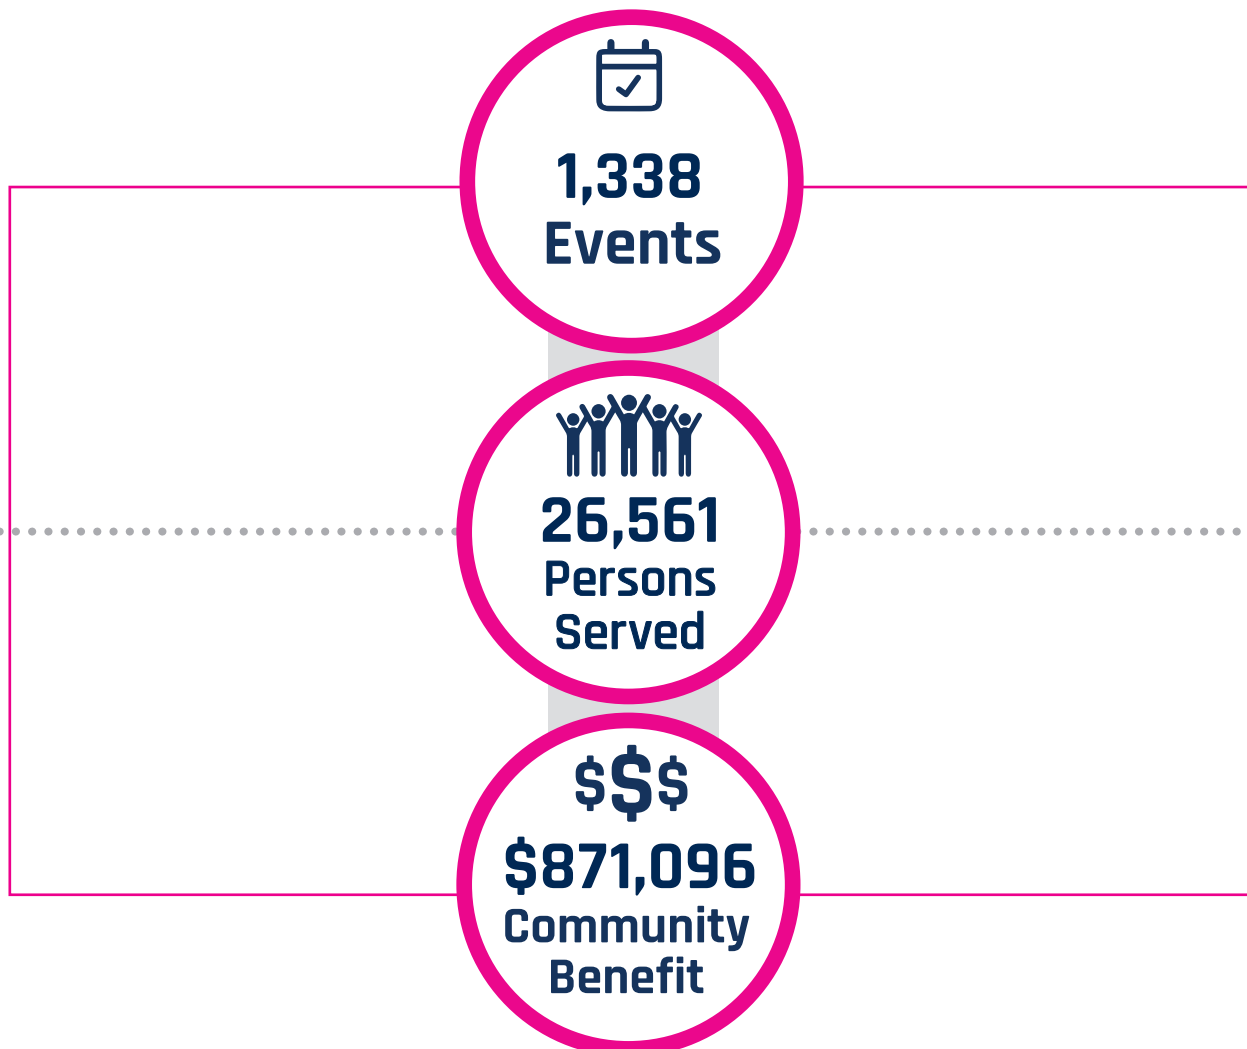 1,338
Events
26,561
Persons
Served
$$$
$871,096
Community
Benefit